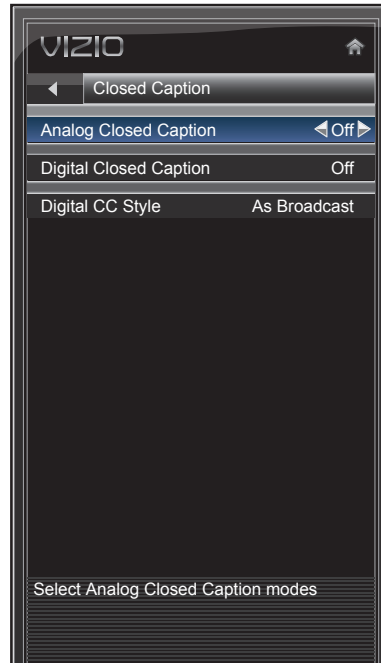 VIZIO
Closed Caption
Analog Closed Caption Off
Digital Closed Caption Off
Digital CC Style As Broadcast
Select Analog Closed Caption modes